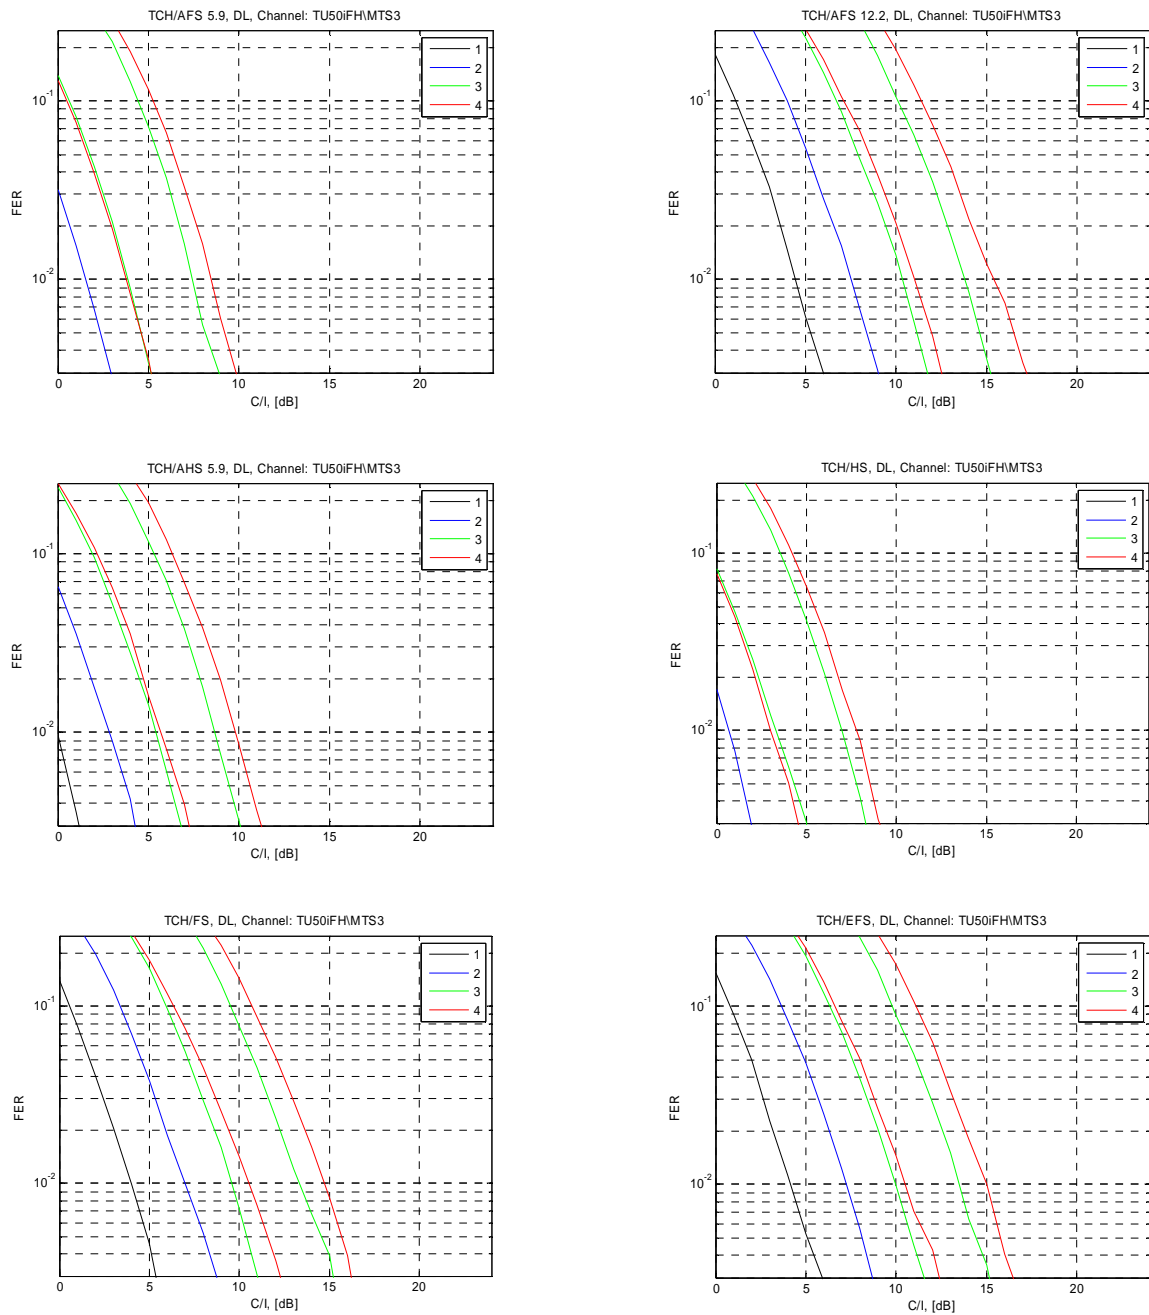 TCH/AFS 5.9, DL, Channel: TU50iFH\MTS3
FER
10^-1
10^-2
1
2
3
4
0 5 10 15 20
C/I, [dB]
TCH/AFS 12.2, DL, Channel: TU50iFH\MTS3
FER
10^-1
10^-2
1
2
3
4
0 5 10 15 20
C/I, [dB]
TCH/AHS 5.9, DL, Channel: TU50iFH\MTS3
FER
10^-1
10^-2
1
2
3
4
0 5 10 15 20
C/I, [dB]
TCH/HS, DL, Channel: TU50iFH\MTS3
FER
10^-1
10^-2
1
2
3
4
0 5 10 15 20
C/I, [dB]
TCH/FS, DL, Channel: TU50iFH\MTS3
FER
10^-1
10^-2
1
2
3
4
0 5 10 15 20
C/I, [dB]
TCH/EFS, DL, Channel: TU50iFH\MTS3
FER
10^-1
10^-2
1
2
3
4
0 5 10 15 20
C/I, [dB]